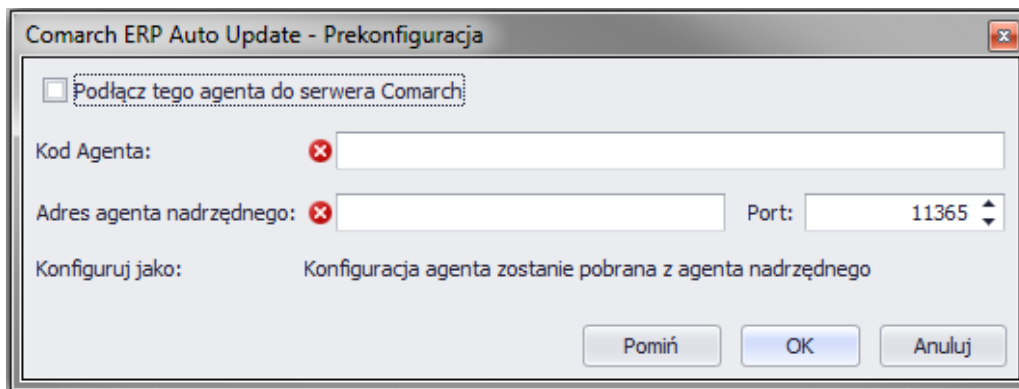 Comarch ERP Auto Update - Prekonfiguracja
Podłącz tego agenta do serwera Comarch
Kod Agenta:
Adres agenta nadrzędnego: Port: 11365
Konfiguruj jako: Konfiguracja agenta zostanie pobrana z agenta nadrzędnego
Pomiń OK Anuluj